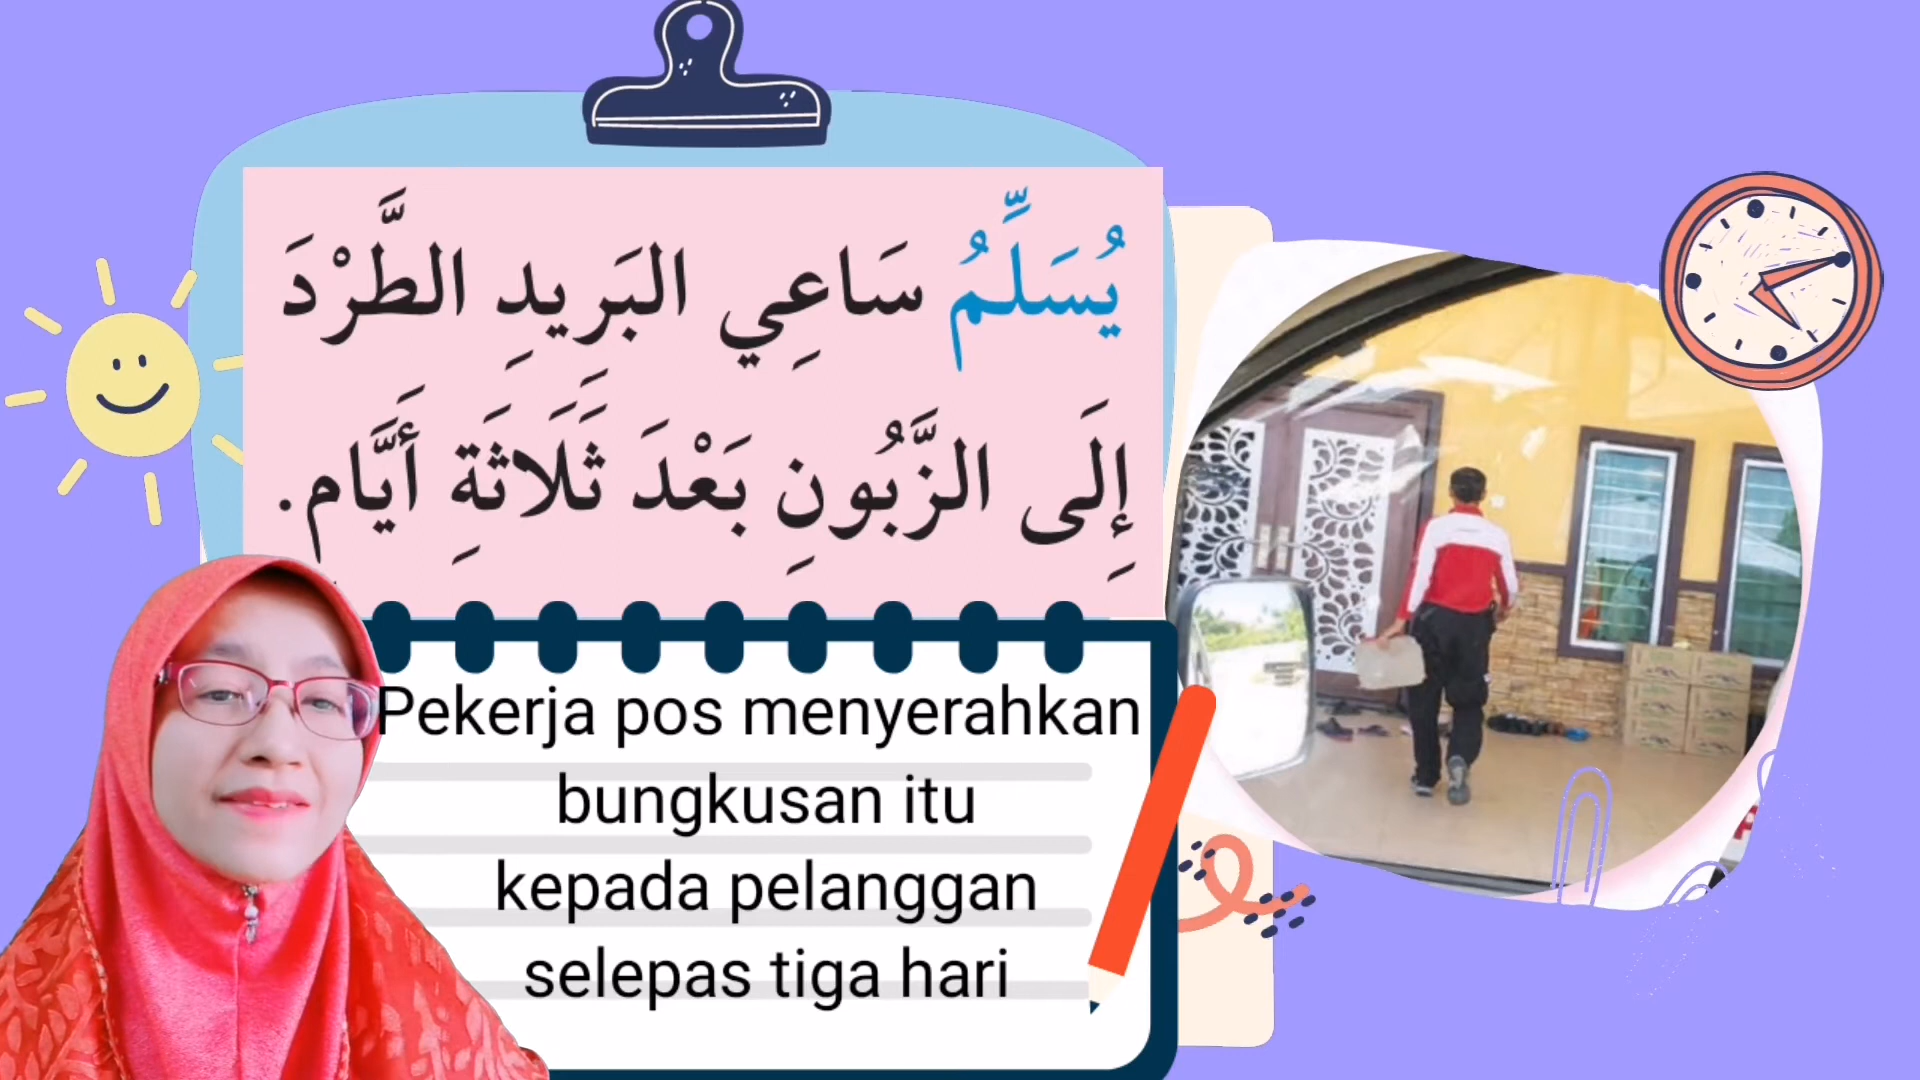 يُسَلِّمُ سَاعِي البَرِيدِ الطَّرْدَ
إِلَى الزَّبُونِ بَعْدَ ثَلَاثَةِ أَيَّامٍ.
Pekerja pos menyerahkan
bungkusan itu
kepada pelanggan
selepas tiga hari